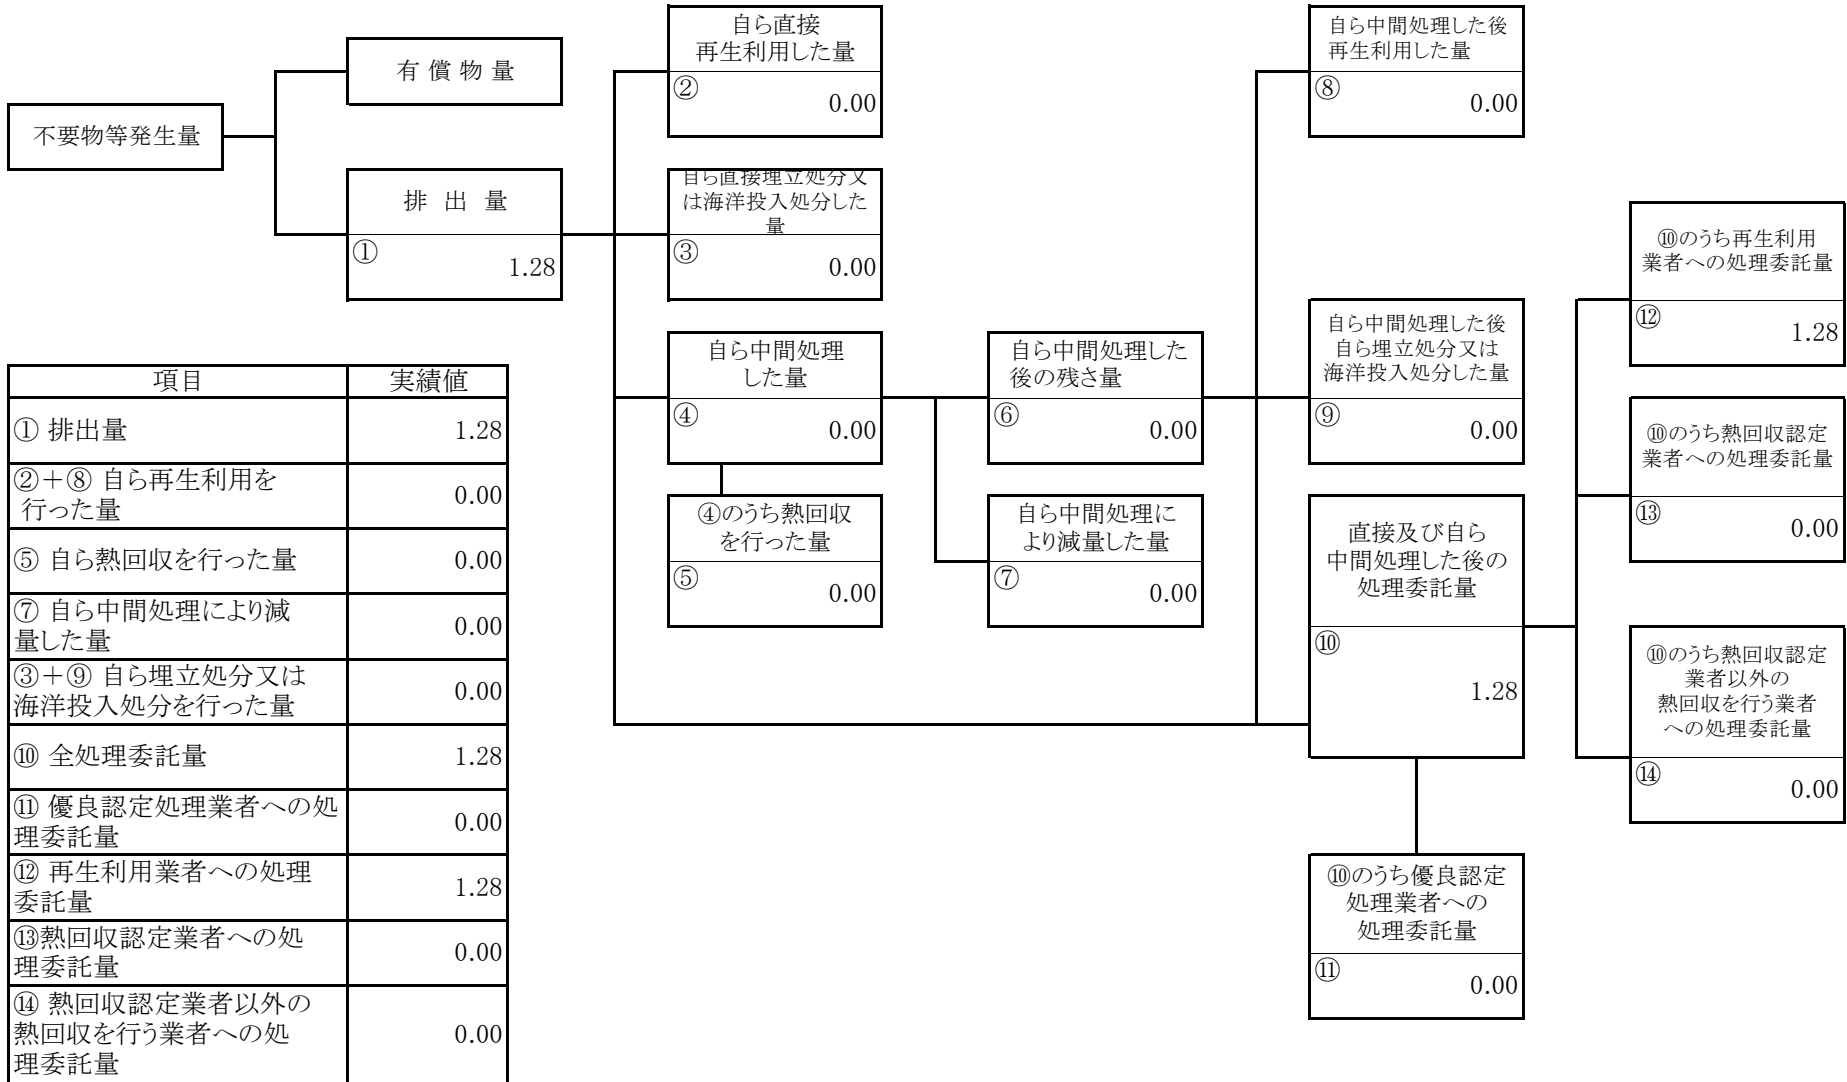 不要物等発生量
有 償 物 量
排 出 量
①
1.28
自ら直接
再生利用した量
②
0.00
自ら直接埋立処分又
は海洋投入処分した
量
③
0.00
自ら中間処理
した量
④
0.00
④のうち熱回収
を行った量
⑤
0.00
自ら中間処理した
後の残さ量
⑥
0.00
自ら中間処理に
より減量した量
⑦
0.00
自ら中間処理した後
再生利用した量
⑧
0.00
自ら中間処理した後
自ら埋立処分又は
海洋投入処分した量
⑨
0.00
直接及び自ら
中間処理した後の
処理委託量
⑩
1.28
⑩のうち優良認定
処理業者への
処理委託量
⑪
0.00
⑩のうち再生利用
業者への処理委託量
⑫
1.28
⑩のうち熱回収認定
業者への処理委託量
⑬
0.00
⑩のうち熱回収認定
業者以外の
熱回収を行う業者
への処理委託量
⑭
0.00
項目 実績値
① 排出量 1.28
②＋⑧ 自ら再生利用を
行った量
0.00
⑤ 自ら熱回収を行った量 0.00
⑦ 自ら中間処理により減
量した量
0.00
③＋⑨ 自ら埋立処分又は
海洋投入処分を行った量
0.00
⑩ 全処理委託量 1.28
⑪ 優良認定処理業者への処
理委託量
0.00
⑫ 再生利用業者への処理
委託量
1.28
⑬熱回収認定業者への処
理委託量
0.00
⑭ 熱回収認定業者以外の
熱回収を行う業者への処
理委託量
0.00